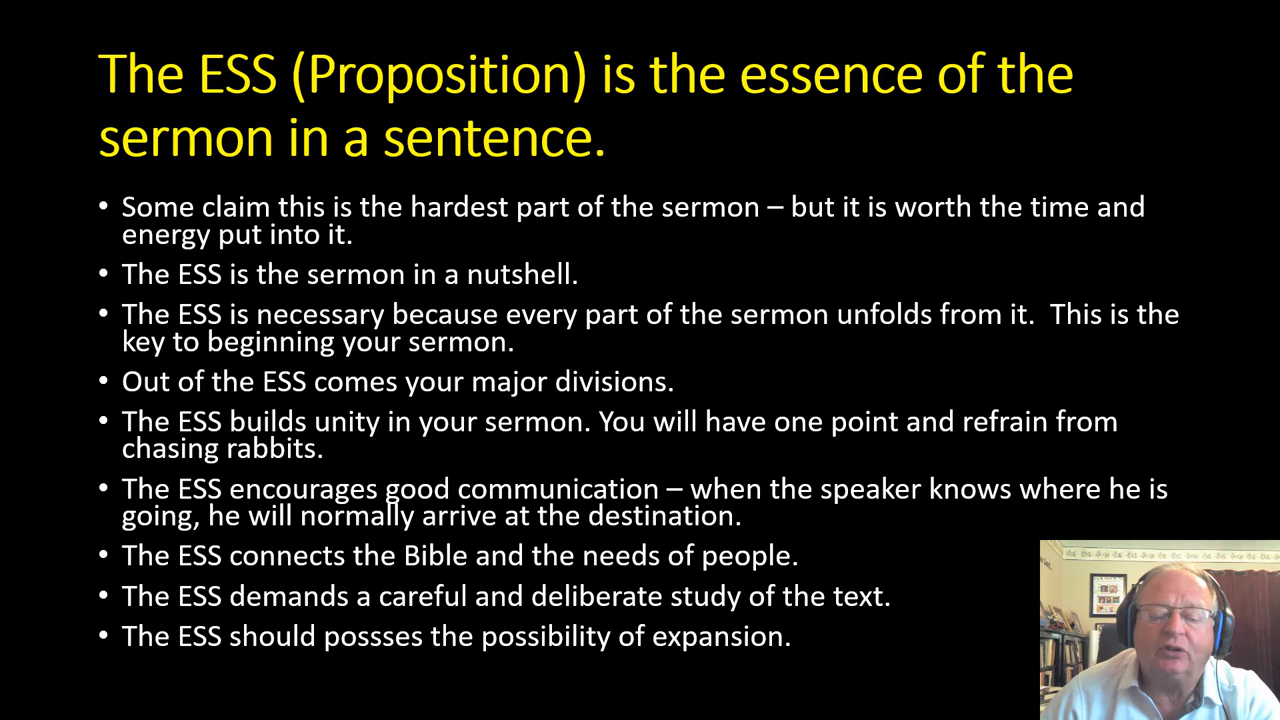 The ESS (Proposition) is the essence of the
sermon in a sentence.
• Some claim this is the hardest part of the sermon – but it is worth the time and
energy put into it.
• The ESS is the sermon in a nutshell.
• The ESS is necessary because every part of the sermon unfolds from it.  This is the
key to beginning your sermon.
• Out of the ESS comes your major divisions.
• The ESS builds unity in your sermon. You will have one point and refrain from
chasing rabbits.
• The ESS encourages good communication – when the speaker knows where he is
going, he will normally arrive at the destination.
• The ESS connects the Bible and the needs of people.
• The ESS demands a careful and deliberate study of the text.
• The ESS should possses the possibility of expansion.